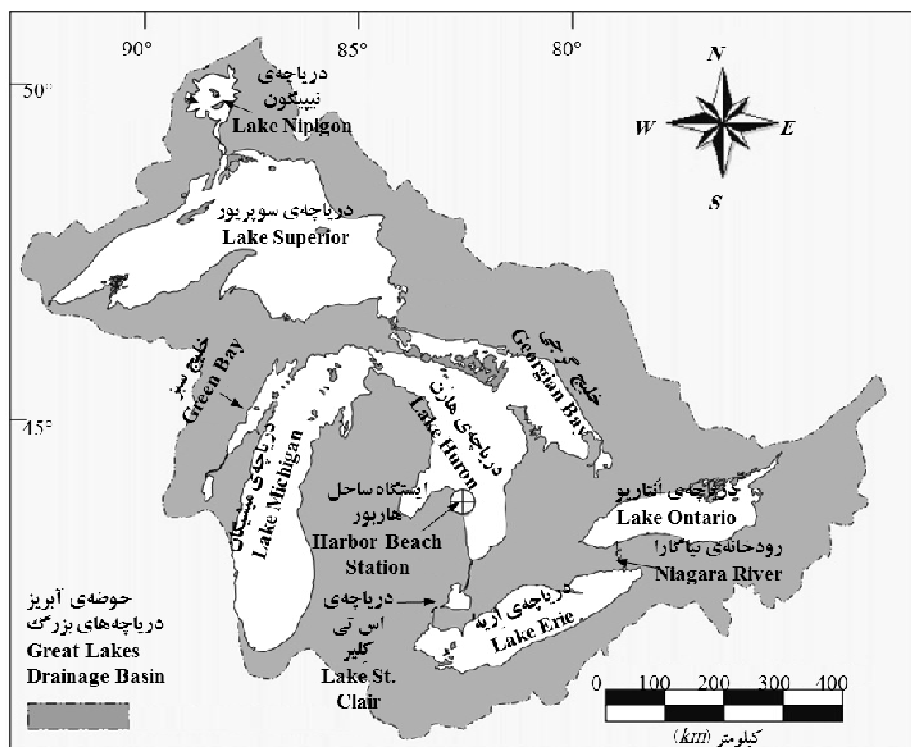 90°
85°
80°
50°
45°
N
W
E
S
دریاچه‌ی
نیپیگون
Lake Nipigon
دریاچه‌ی سوپریور
Lake Superior
خلیج سبز
Green Bay
دریاچه‌ی میشیگان
Lake Michigan
دریاچه‌ی هارن
Lake Huron
خلیج
Georgian Bay
ایستگاه ساحل
هاربور
Harbor Beach
Station
دریاچه‌ی انتاریو
Lake Ontario
رودخانه‌ی نیاگارا
Niagara River
دریاچه‌ی اریه
Lake Erie
دریاچه‌ی
اس تی
کلیر
Lake St.
Clair
حوضه‌ی آبریز
دریاچه‌های بزرگ
Great Lakes
Drainage Basin
0 100 200 300 400
کیلومتر (km)